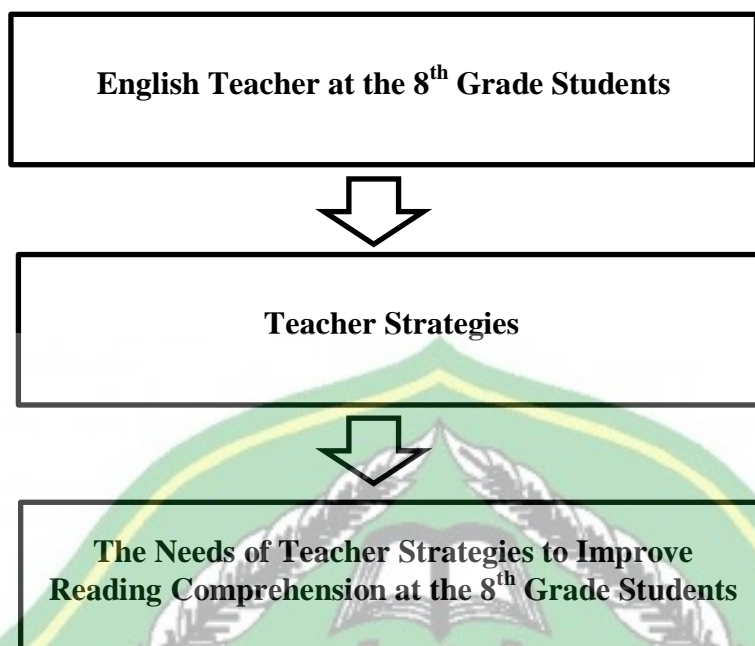 English Teacher at the 8th Grade Students
Teacher Strategies
The Needs of Teacher Strategies to Improve
Reading Comprehension at the 8th Grade Students